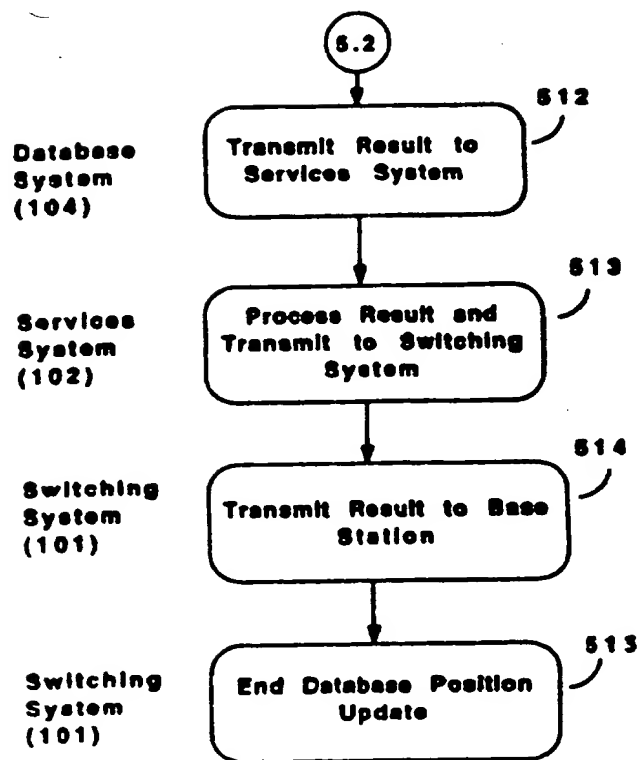 5.2
512
Database
System
(104)
Transmit Result to
Services System
513
Services
System
(102)
Process Result and
Transmit to Switching
System
514
Switching
System
(101)
Transmit Result to Base
Station
515
Switching
System
(101)
End Database Position
Update